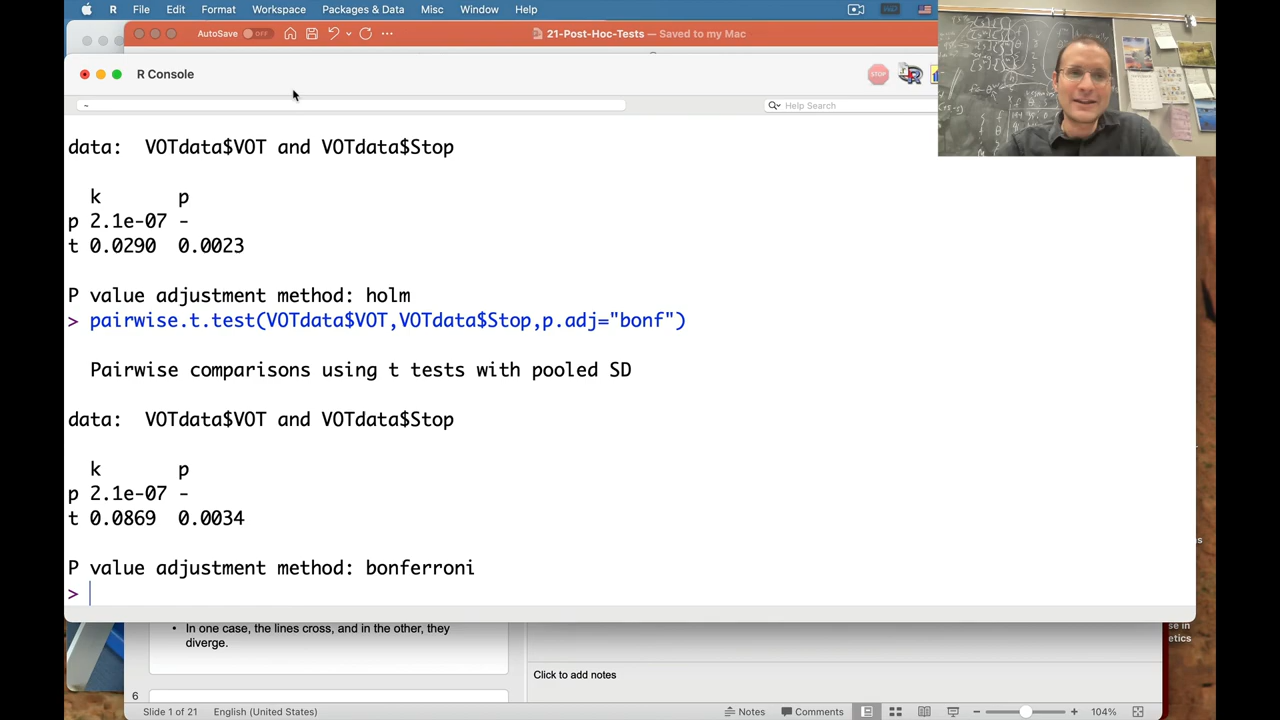 R File Edit Format Workspace Packages & Data Misc Window Help
AutoSave OFF 21-Post-Hoc-Tests — Saved to my Mac
R Console
STOP
~ Help Search
data: VOTdata$VOT and VOTdata$Stop
k p
p 2.1e-07 -
t 0.0290 0.0023
P value adjustment method: holm
> pairwise.t.test(VOTdata$VOT,VOTdata$Stop,p.adj="bonf")
Pairwise comparisons using t tests with pooled SD
data: VOTdata$VOT and VOTdata$Stop
k p
p 2.1e-07 -
t 0.0869 0.0034
P value adjustment method: bonferroni
>
• In one case, the lines cross, and in the other, they
diverge.
Click to add notes
se in
etics
6
Slide 1 of 21 English (United States) Notes Comments 104%